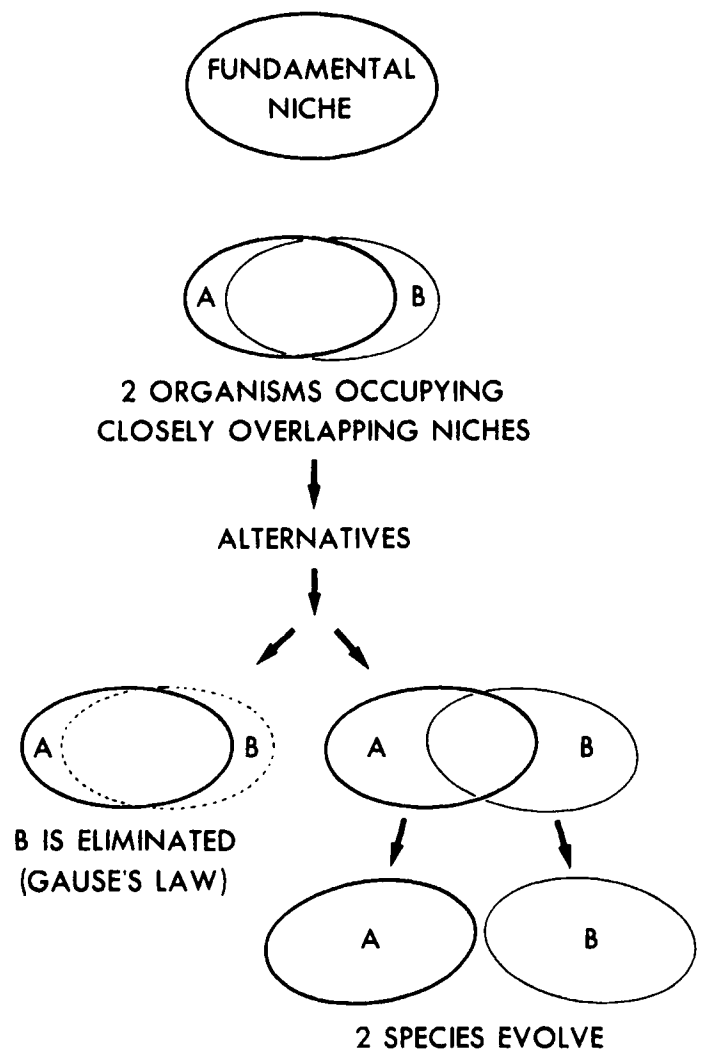 FUNDAMENTAL
NICHE
A B
2 ORGANISMS OCCUPYING
CLOSELY OVERLAPPING NICHES
ALTERNATIVES
A B
A B
B IS ELIMINATED
(GAUSE'S LAW)
A
B
2 SPECIES EVOLVE